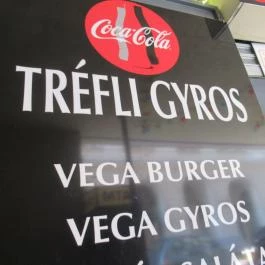 Coca-Cola
TRÉFLI GYROS
VEGA BURGER
VEGA GYROS